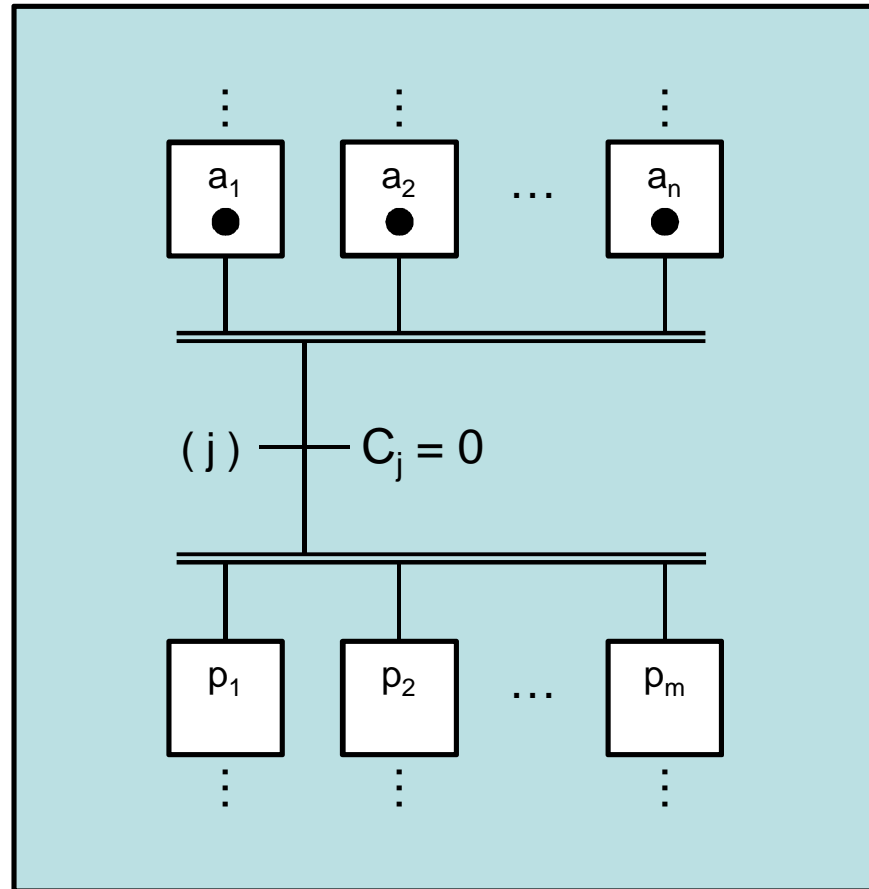 a₁ a₂ … aₙ
( j ) Cⱼ = 0
p₁ p₂ … pₘ